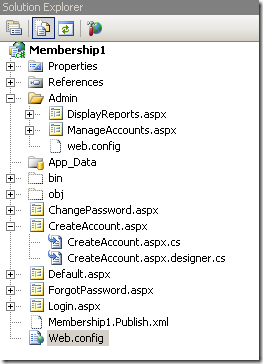 Solution Explorer
Membership1
Properties
References
Admin
DisplayReports.aspx
ManageAccounts.aspx
web.config
App_Data
bin
obj
ChangePassword.aspx
CreateAccount.aspx
CreateAccount.aspx.cs
CreateAccount.aspx.designer.cs
Default.aspx
ForgotPassword.aspx
Login.aspx
Membership1.Publish.xml
Web.config